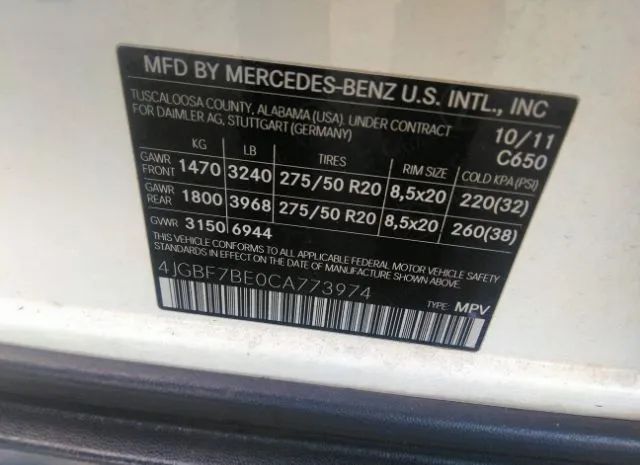 MFD BY MERCEDES-BENZ U.S. INTL., INC
TUSCALOOSA COUNTY, ALABAMA (USA). UNDER CONTRACT
FOR DAIMLER AG, STUTTGART (GERMANY)
10/11
C650
KG LB TIRES RIM SIZE COLD KPA(PSI)
GAWR FRONT 1470 3240 275/50 R20 8,5x20 220(32)
GAWR REAR 1800 3968 275/50 R20 8,5x20 260(38)
GVWR 3150 6944
THIS VEHICLE CONFORMS TO ALL APPLICABLE FEDERAL MOTOR VEHICLE SAFETY
STANDARDS IN EFFECT ON THE DATE OF MANUFACTURE SHOWN ABOVE.
4JGBF7BE0CA773974
TYPE: MPV